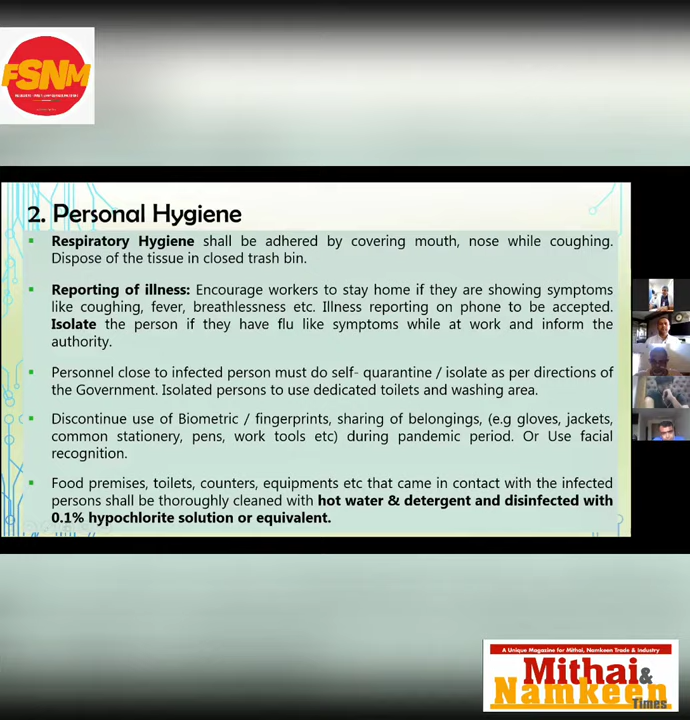 FSNM
2. Personal Hygiene
▪ Respiratory Hygiene shall be adhered by covering mouth, nose while coughing.
Dispose of the tissue in closed trash bin.
▪ Reporting of illness: Encourage workers to stay home if they are showing symptoms
like coughing, fever, breathlessness etc. Illness reporting on phone to be accepted.
Isolate the person if they have flu like symptoms while at work and inform the
authority.
▪ Personnel close to infected person must do self- quarantine / isolate as per directions of
the Government. Isolated persons to use dedicated toilets and washing area.
▪ Discontinue use of Biometric / fingerprints, sharing of belongings, (e.g gloves, jackets,
common stationery, pens, work tools etc) during pandemic period. Or Use facial
recognition.
▪ Food premises, toilets, counters, equipments etc that came in contact with the infected
persons shall be thoroughly cleaned with hot water & detergent and disinfected with
0.1% hypochlorite solution or equivalent.
A Unique Magazine for Mithai, Namkeen Trade & Industry
Mithai &
Namkeen
Times